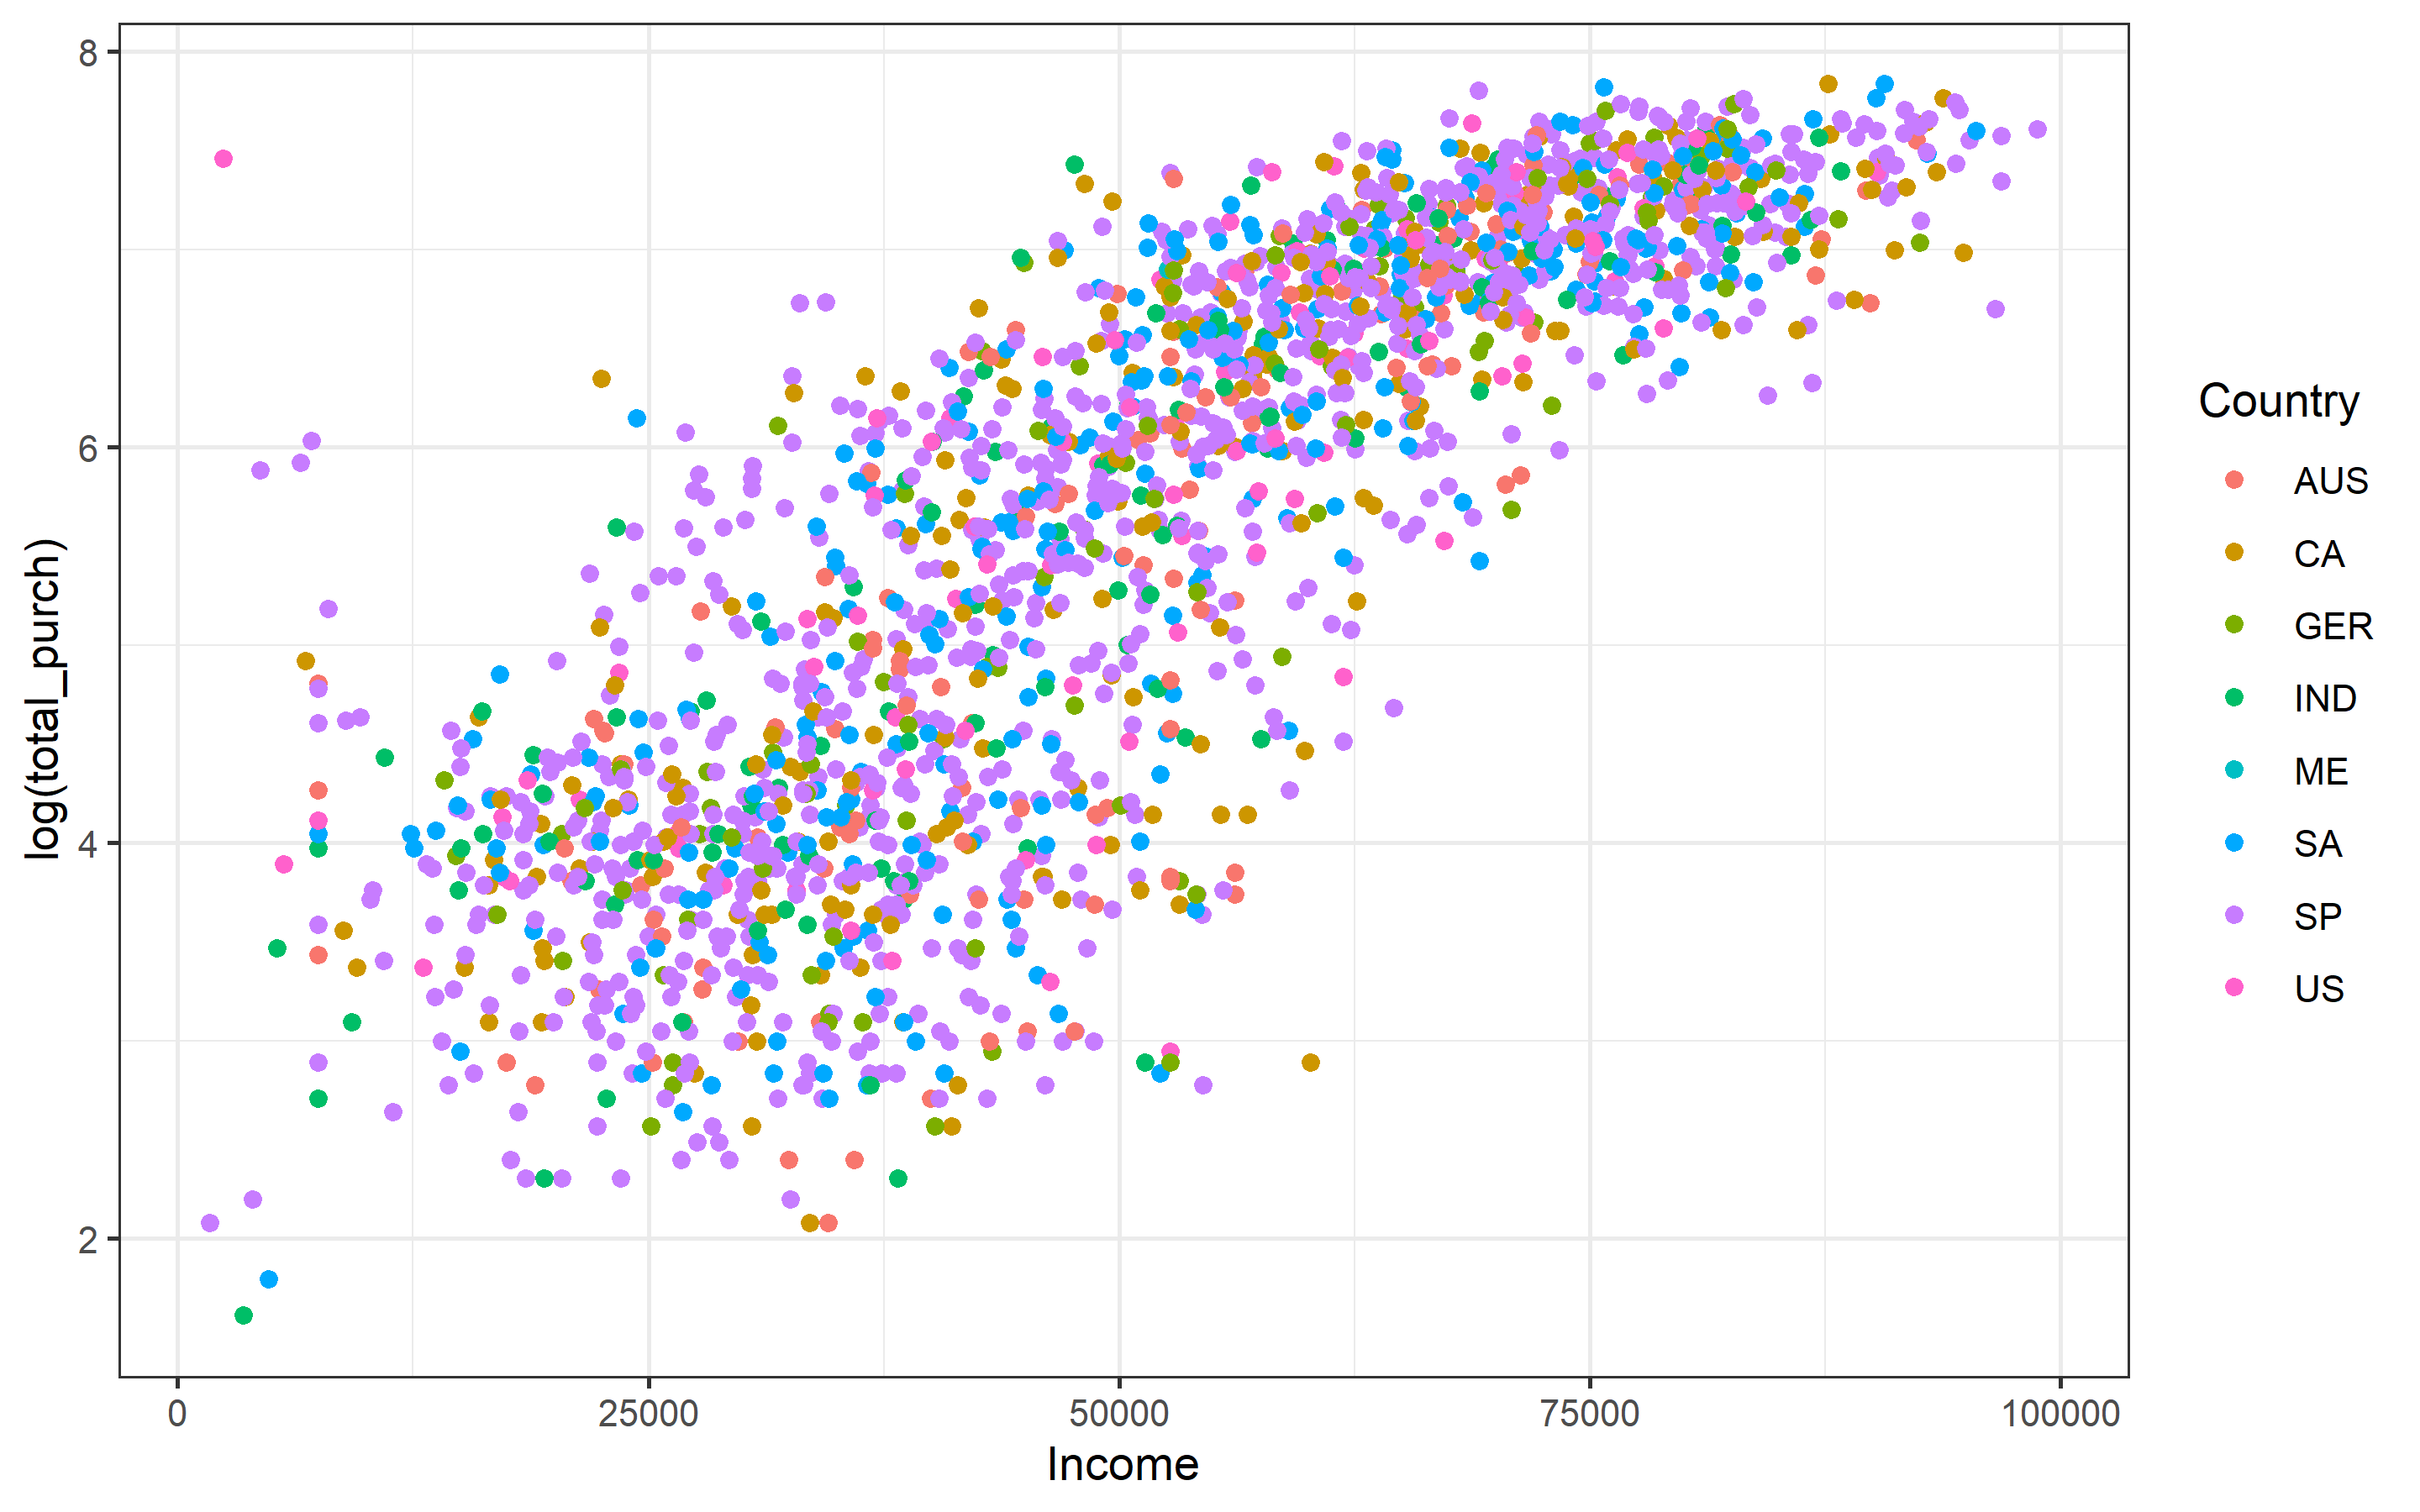 8
6
4
2
log(total_purch)
0
25000
50000
75000
100000
Income
Country
AUS
CA
GER
IND
ME
SA
SP
US